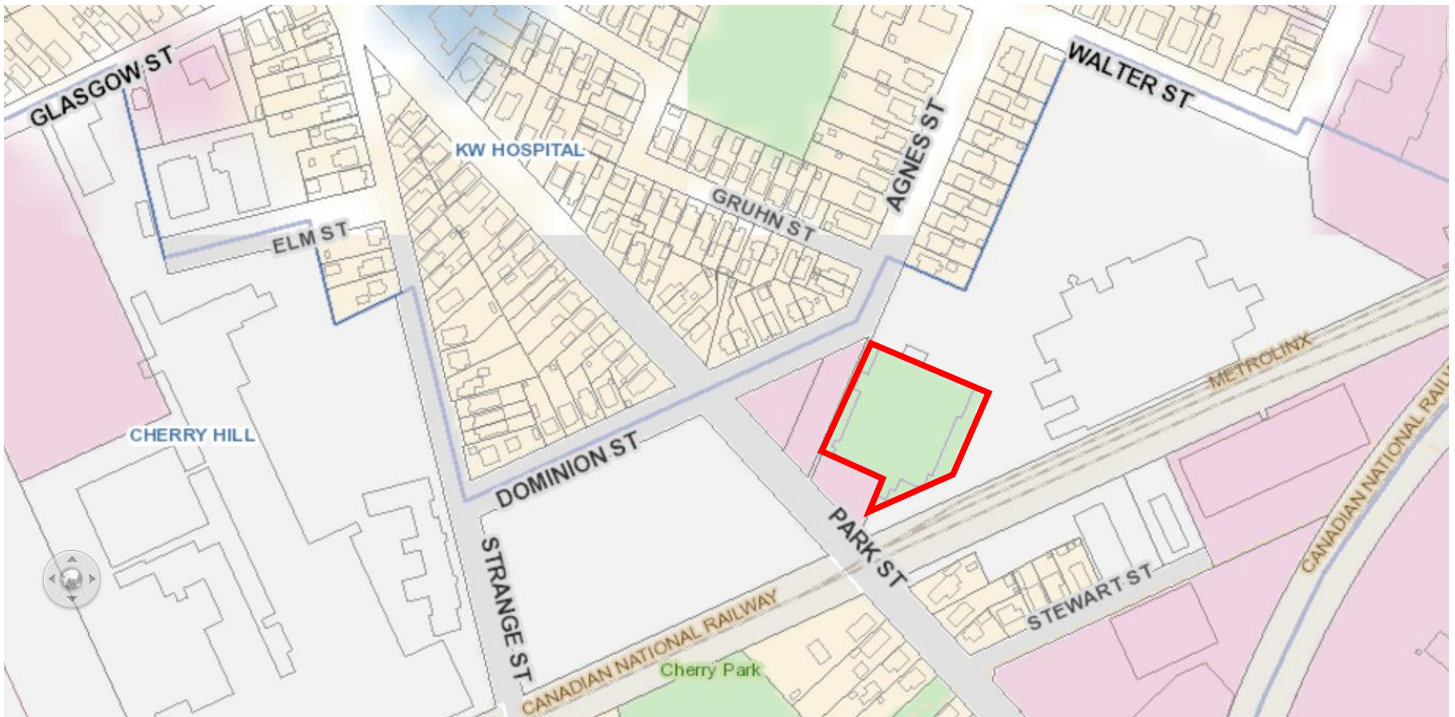 GLASGOW ST
WALTER ST
KW HOSPITAL
AGNES ST
GRUHN ST
ELM ST
METROLINX
CANADIAN NATIONAL RAILW
CHERRY HILL
DOMINION ST
PARK ST
STRANGE ST
STEWART ST
CANADIAN NATIONAL RAILWAY
Cherry Park